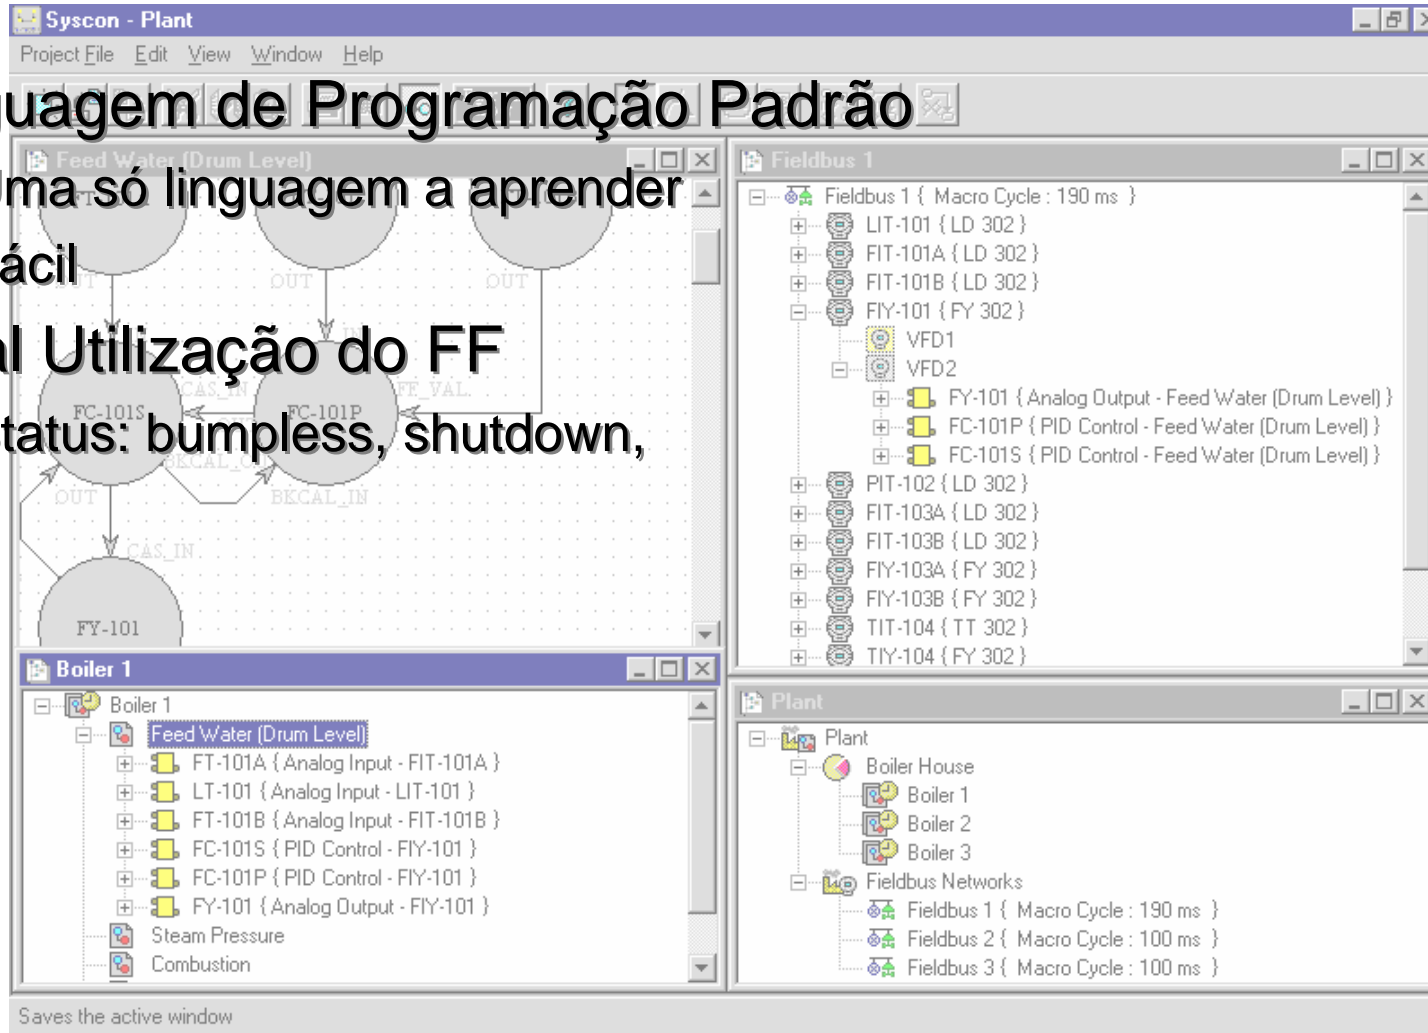 Syscon - Plant
Project File Edit View Window Help
guagem de Programação Padrão
Uma só linguagem a aprender
ácil
al Utilização do FF
status: bumpless, shutdown,
Feed Water (Drum Level)
OUT OUT OUT
IN
CAS_IN FF_VAL
FC-101S FC-101P
OUT BKCAL_IN
CAS_IN
FY-101
Fieldbus 1
Fieldbus 1 { Macro Cycle : 190 ms }
LIT-101 { LD 302 }
FIT-101A { LD 302 }
FIT-101B { LD 302 }
FIY-101 { FY 302 }
VFD1
VFD2
FY-101 { Analog Output - Feed Water (Drum Level) }
FC-101P { PID Control - Feed Water (Drum Level) }
FC-101S { PID Control - Feed Water (Drum Level) }
PIT-102 { LD 302 }
FIT-103A { LD 302 }
FIT-103B { LD 302 }
FIY-103A { FY 302 }
FIY-103B { FY 302 }
TIT-104 { TT 302 }
TIY-104 { FY 302 }
Boiler 1
Boiler 1
Feed Water (Drum Level)
FT-101A { Analog Input - FIT-101A }
LT-101 { Analog Input - LIT-101 }
FT-101B { Analog Input - FIT-101B }
FC-101S { PID Control - FIY-101 }
FC-101P { PID Control - FIY-101 }
FY-101 { Analog Output - FIY-101 }
Steam Pressure
Combustion
Plant
Plant
Boiler House
Boiler 1
Boiler 2
Boiler 3
Fieldbus Networks
Fieldbus 1 { Macro Cycle : 190 ms }
Fieldbus 2 { Macro Cycle : 100 ms }
Fieldbus 3 { Macro Cycle : 100 ms }
Saves the active window